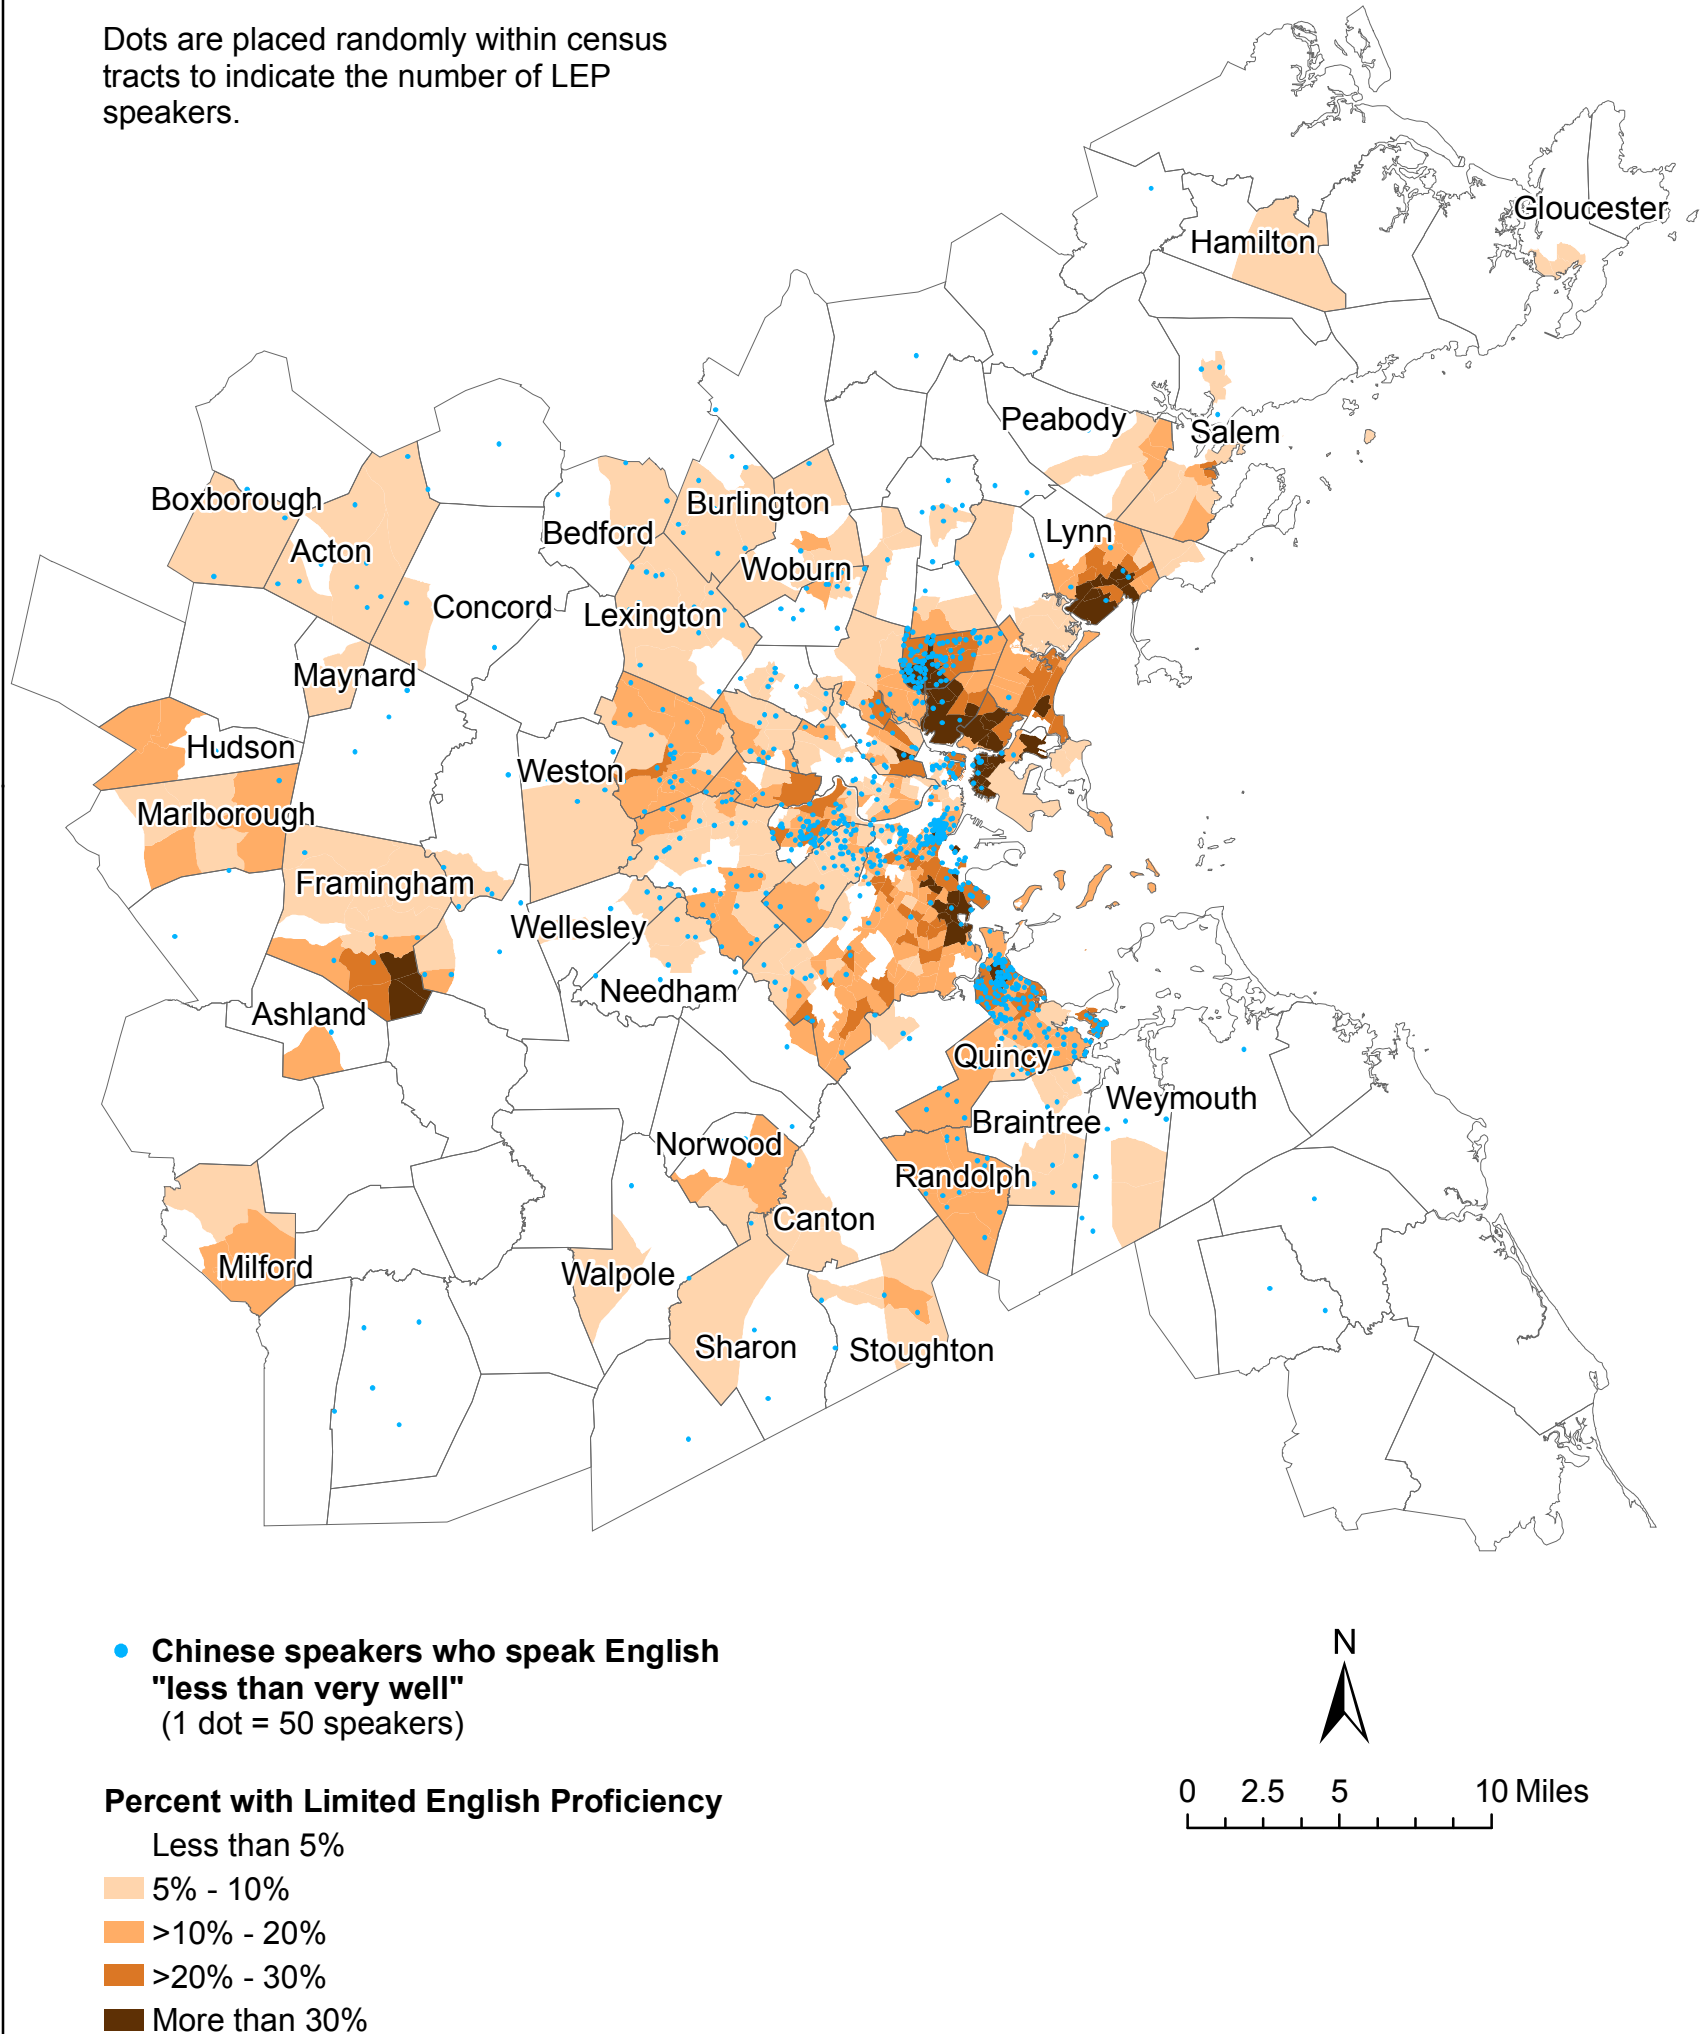 Dots are placed randomly within census
tracts to indicate the number of LEP
speakers.
Gloucester
Hamilton
Peabody
Salem
Boxborough
Burlington
Bedford
Lynn
Acton
Woburn
Concord
Lexington
Maynard
Hudson
Weston
Marlborough
Framingham
Wellesley
Needham
Ashland
Quincy
Weymouth
Braintree
Norwood
Randolph
Canton
Milford
Walpole
Sharon
Stoughton
Chinese speakers who speak English
"less than very well"
(1 dot = 50 speakers)
N
0 2.5 5 10 Miles
Percent with Limited English Proficiency
Less than 5%
5% - 10%
>10% - 20%
>20% - 30%
More than 30%